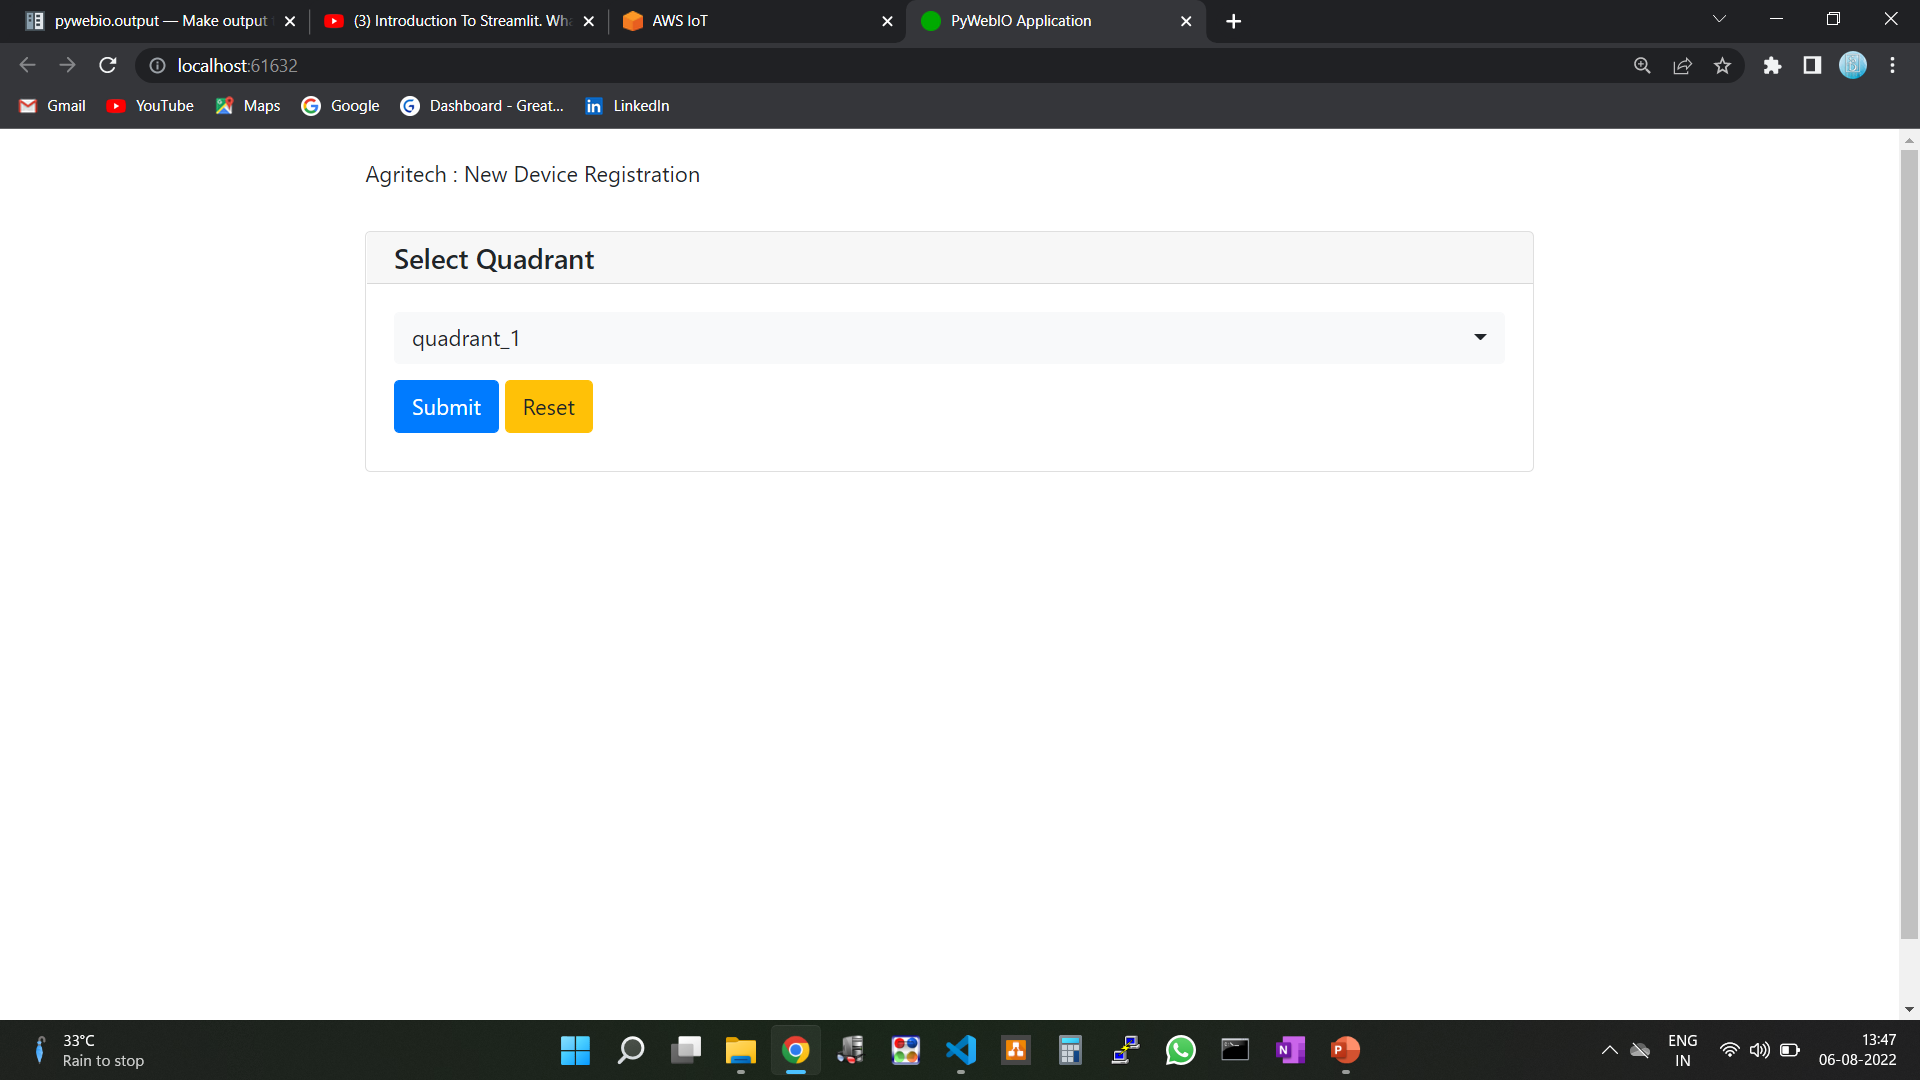 pywebio.output — Make output
(3) Introduction To Streamlit. Wha
AWS IoT
PyWebIO Application
localhost:61632
Gmail
YouTube
Maps
Google
Dashboard - Great...
LinkedIn
Agritech : New Device Registration
Select Quadrant
quadrant_1
Submit
Reset
33°C
Rain to stop
ENG
IN
13:47
06-08-2022